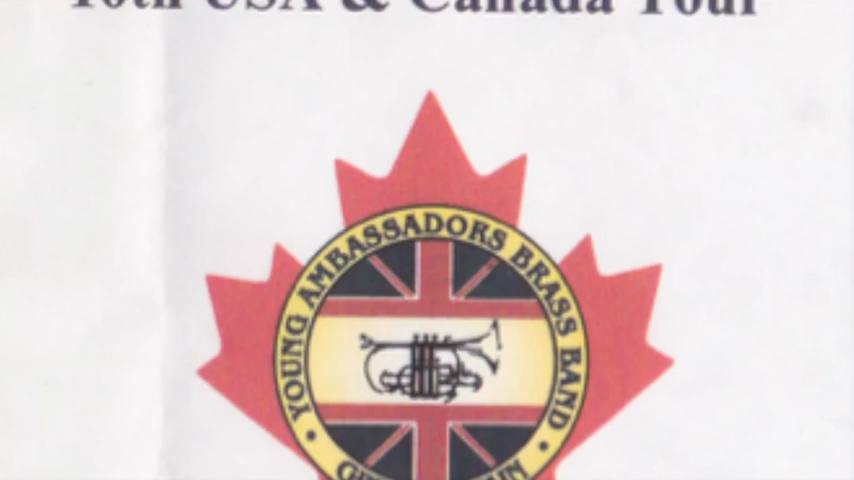 10th USA & Canada Tour
• YOUNG AMBASSADORS BRASS BAND •